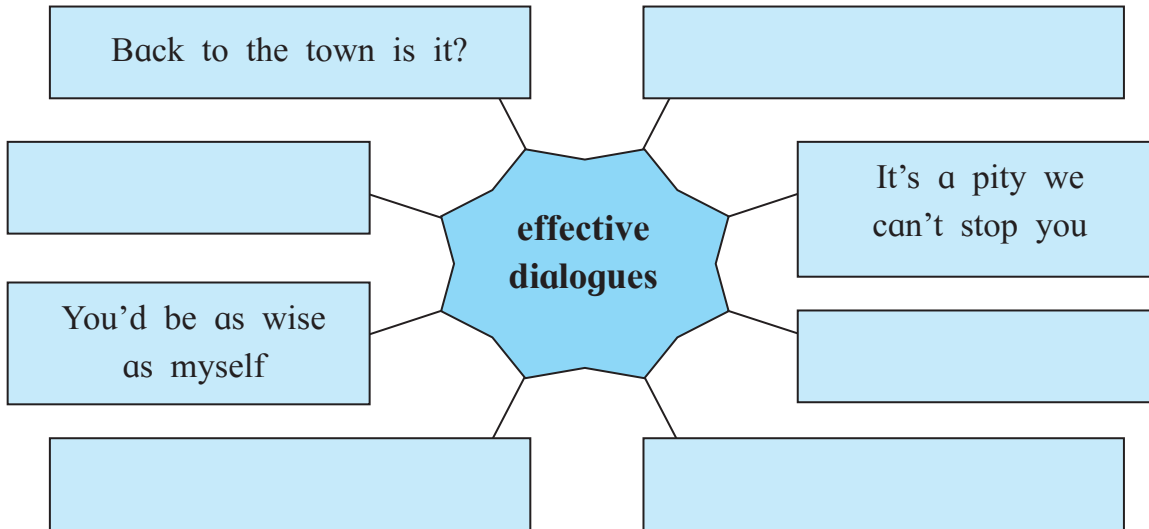 Back to the town is it?
It's a pity we
can't stop you
effective
dialogues
You'd be as wise
as myself